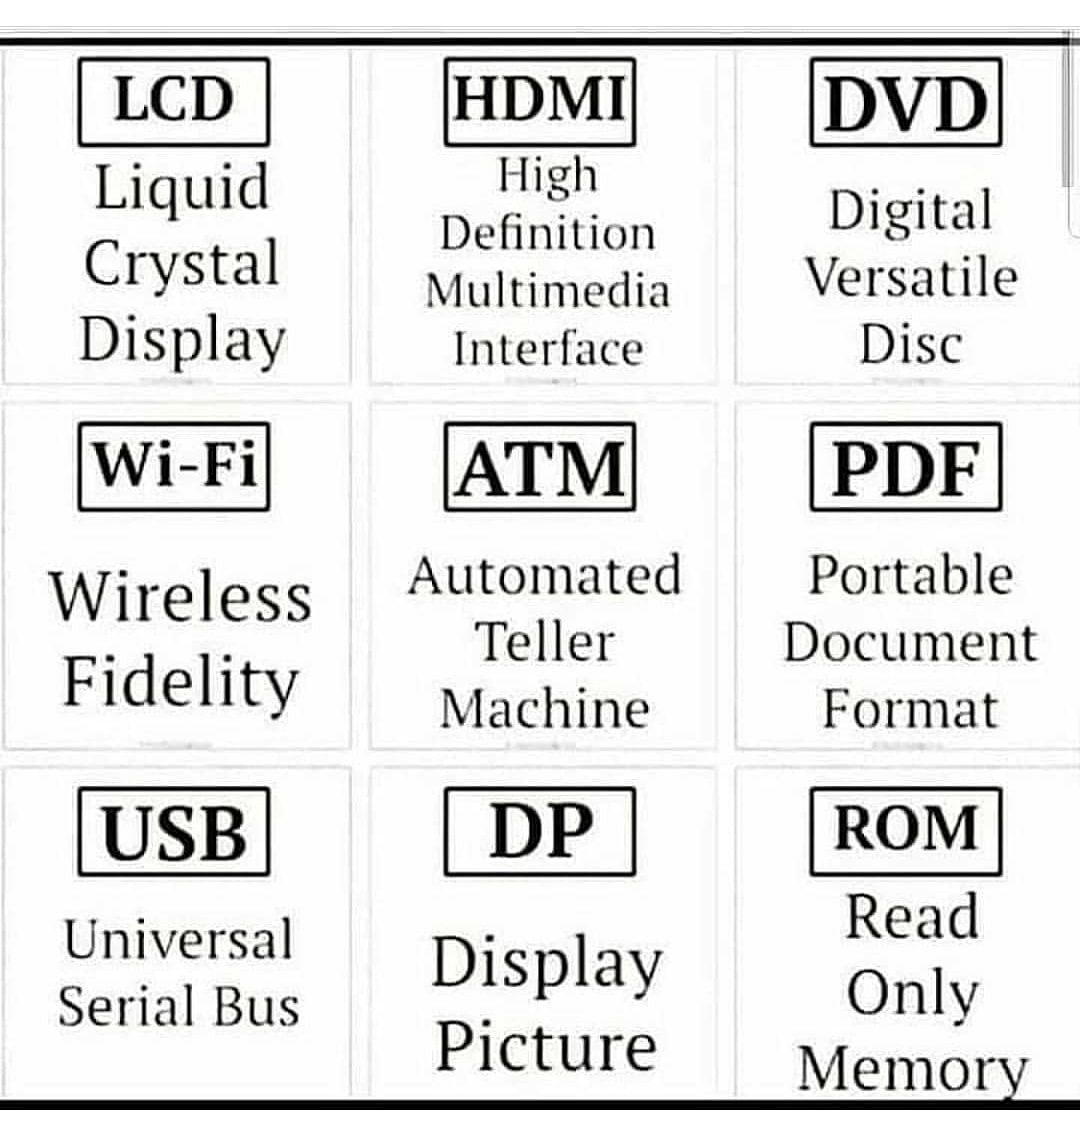 LCD
Liquid
Crystal
Display
HDMI
High
Definition
Multimedia
Interface
DVD
Digital
Versatile
Disc
Wi-Fi
Wireless
Fidelity
ATM
Automated
Teller
Machine
PDF
Portable
Document
Format
USB
Universal
Serial Bus
DP
Display
Picture
ROM
Read
Only
Memory